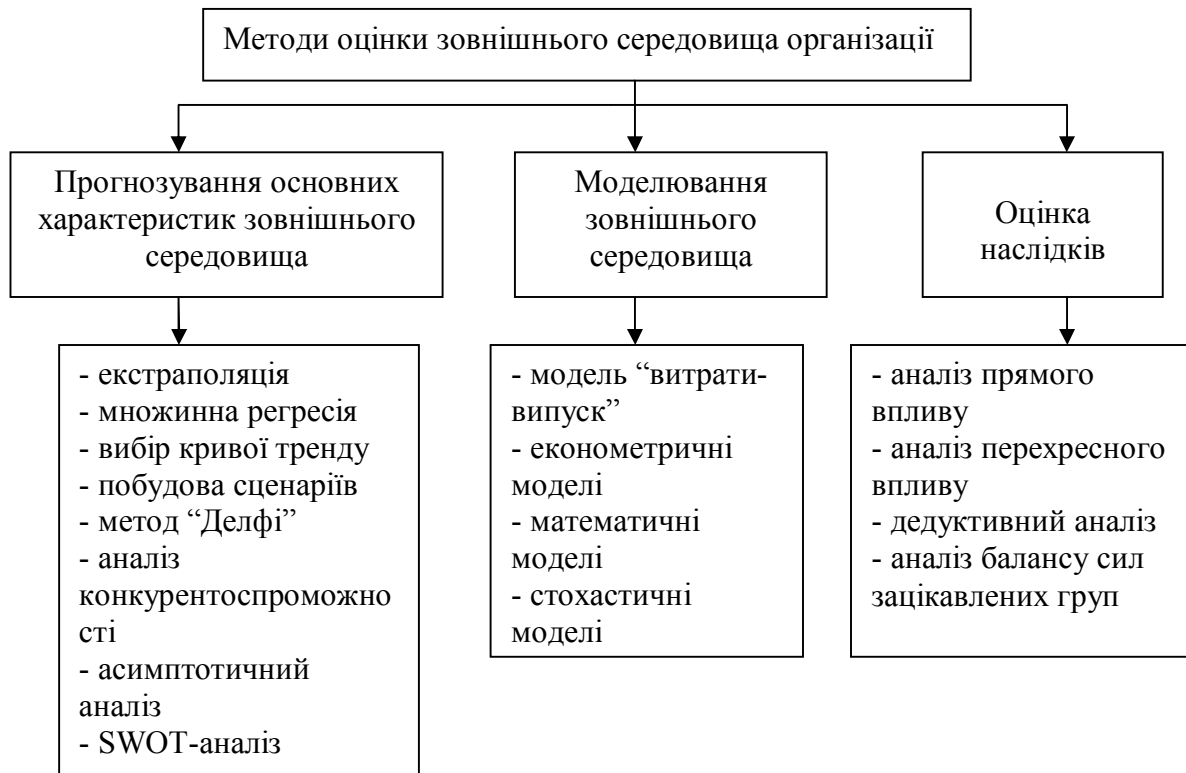 Методи оцінки зовнішнього середовища організації
Прогнозування основних
характеристик зовнішнього
середовища
Моделювання
зовнішнього
середовища
Оцінка
наслідків
- екстраполяція
- множинна регресія
- вибір кривої тренду
- побудова сценаріїв
- метод “Делфі”
- аналіз
конкурентоспроможно
сті
- асимптотичний
аналіз
- SWOT-аналіз
- модель “витрати-
випуск”
- економетричні
моделі
- математичні
моделі
- стохастичні
моделі
- аналіз прямого
впливу
- аналіз перехресного
впливу
- дедуктивний аналіз
- аналіз балансу сил
зацікавлених груп